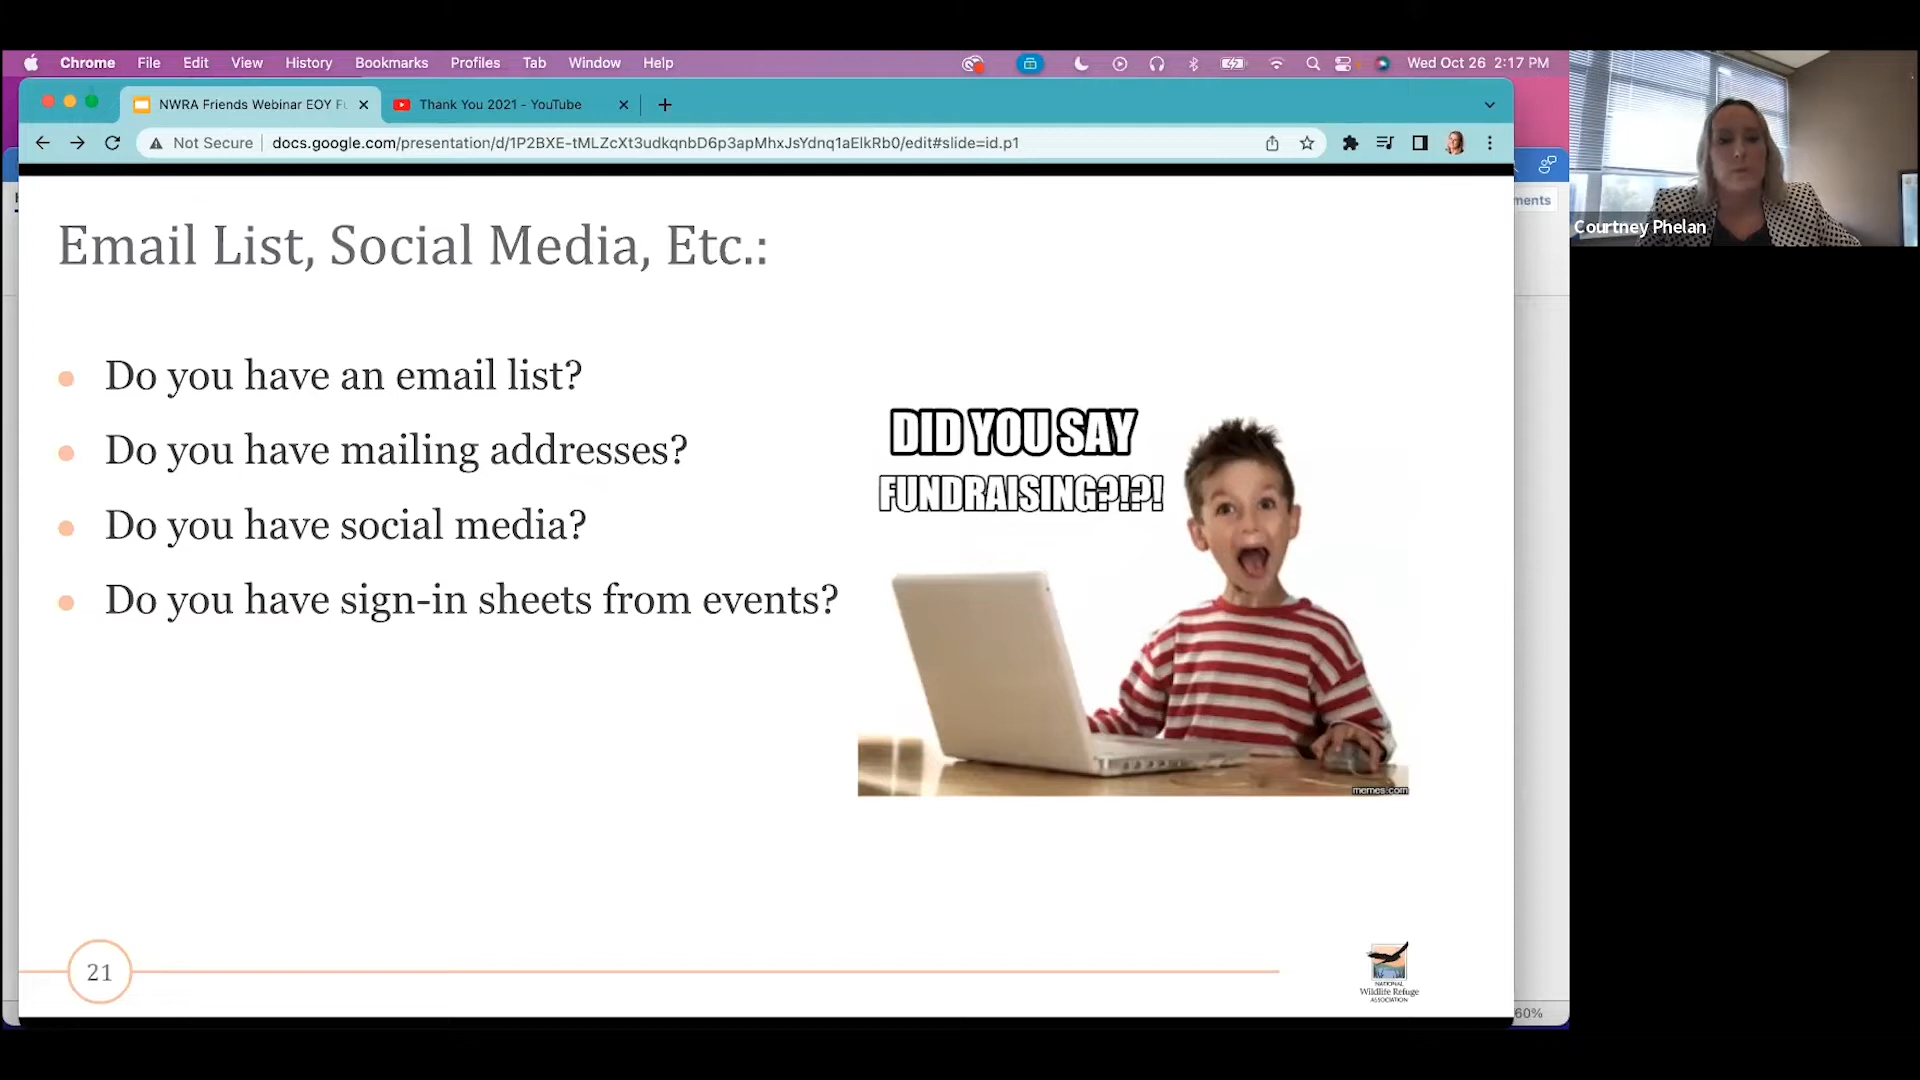 Chrome File Edit View History Bookmarks Profiles Tab Window Help Wed Oct 26 2:17 PM
NWRA Friends Webinar EOY Fu
Thank You 2021 - YouTube
Not Secure docs.google.com/presentation/d/1P2BXE-tMLZcXt3udkqnbD6p3apMhxJsYdnq1aElkRb0/edit#slide=id.p1
ments
Courtney Phelan
Email List, Social Media, Etc.:
Do you have an email list?
Do you have mailing addresses?
Do you have social media?
Do you have sign-in sheets from events?
DID YOU SAY
FUNDRAISING?!?!
memes.com
21
NATIONAL
Wildlife Refuge
ASSOCIATION
60%